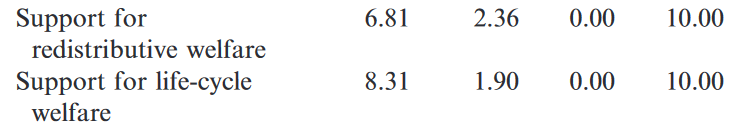 Support for 6.81 2.36 0.00 10.00
redistributive welfare
Support for life-cycle 8.31 1.90 0.00 10.00
welfare